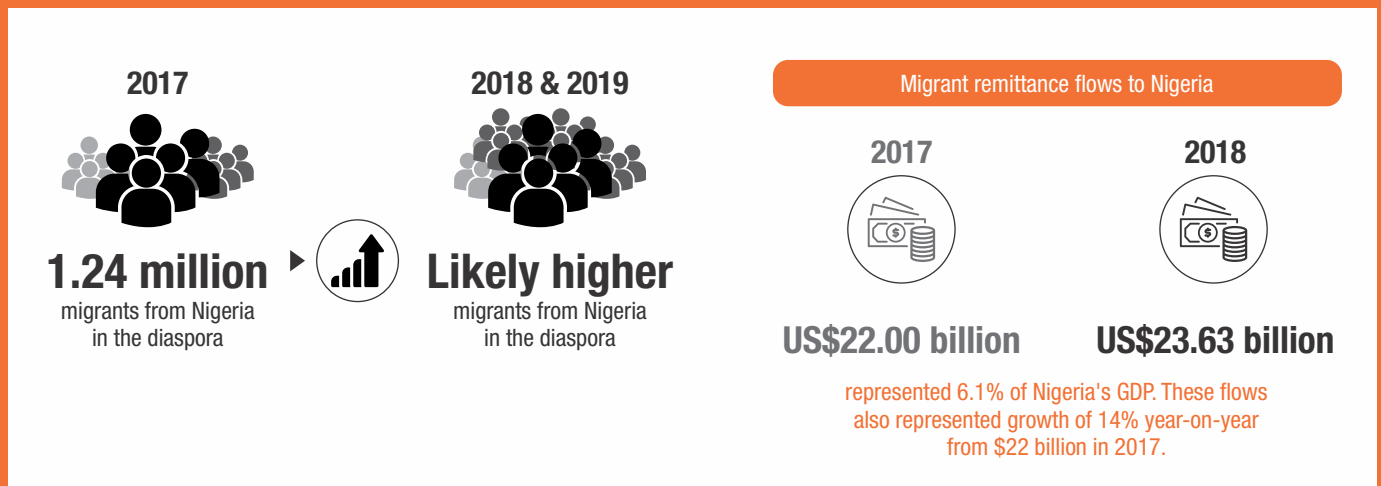 2017
1.24 million
migrants from Nigeria
in the diaspora
2018 & 2019
Likely higher
migrants from Nigeria
in the diaspora
Migrant remittance flows to Nigeria
2017
US$22.00 billion
2018
US$23.63 billion
represented 6.1% of Nigeria's GDP. These flows
also represented growth of 14% year-on-year
from $22 billion in 2017.